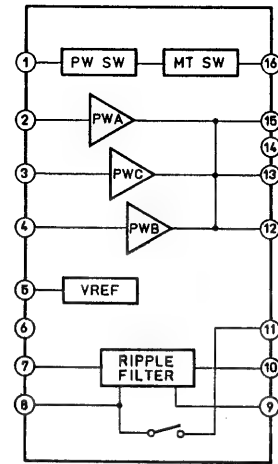 1 PW SW MT SW 16
2 PWA 15
14
3 PWC 13
4 PWB 12
5 VREF
6 11
7 RIPPLE FILTER 10
8 9